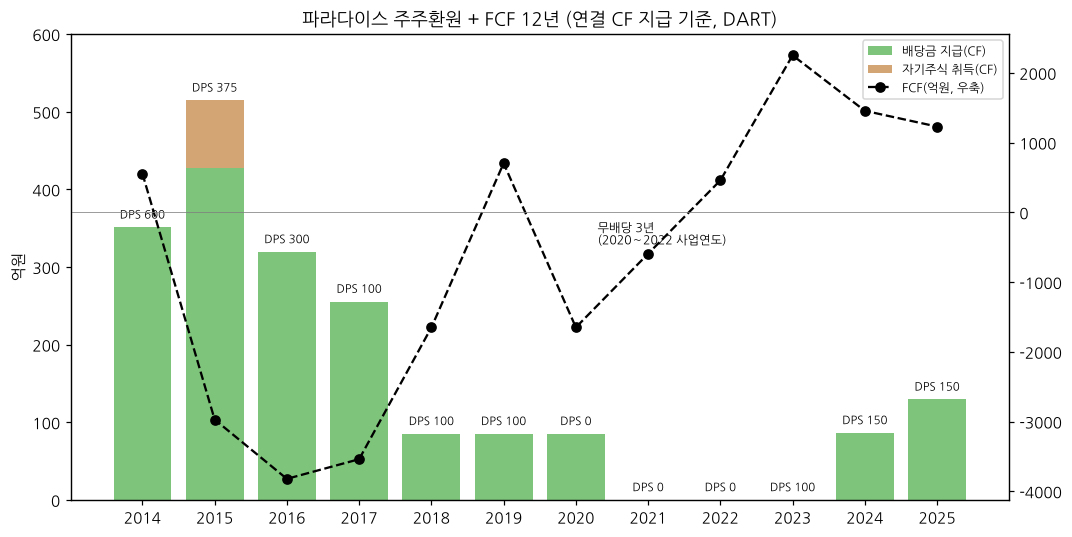 파라다이스 주주환원 + FCF 12년 (연결 CF 지급 기준, DART)
배당금 지급(CF)
자기주식 취득(CF)
FCF(억원, 우축)
억원
600
500
400
300
200
100
0
2000
1000
0
-1000
-2000
-3000
-4000
DPS 600
DPS 375
DPS 300
DPS 100
DPS 100
DPS 100
DPS 0
DPS 0
DPS 0
DPS 100
DPS 150
DPS 150
무배당 3년
(2020~2022 사업연도)
2014
2015
2016
2017
2018
2019
2020
2021
2022
2023
2024
2025